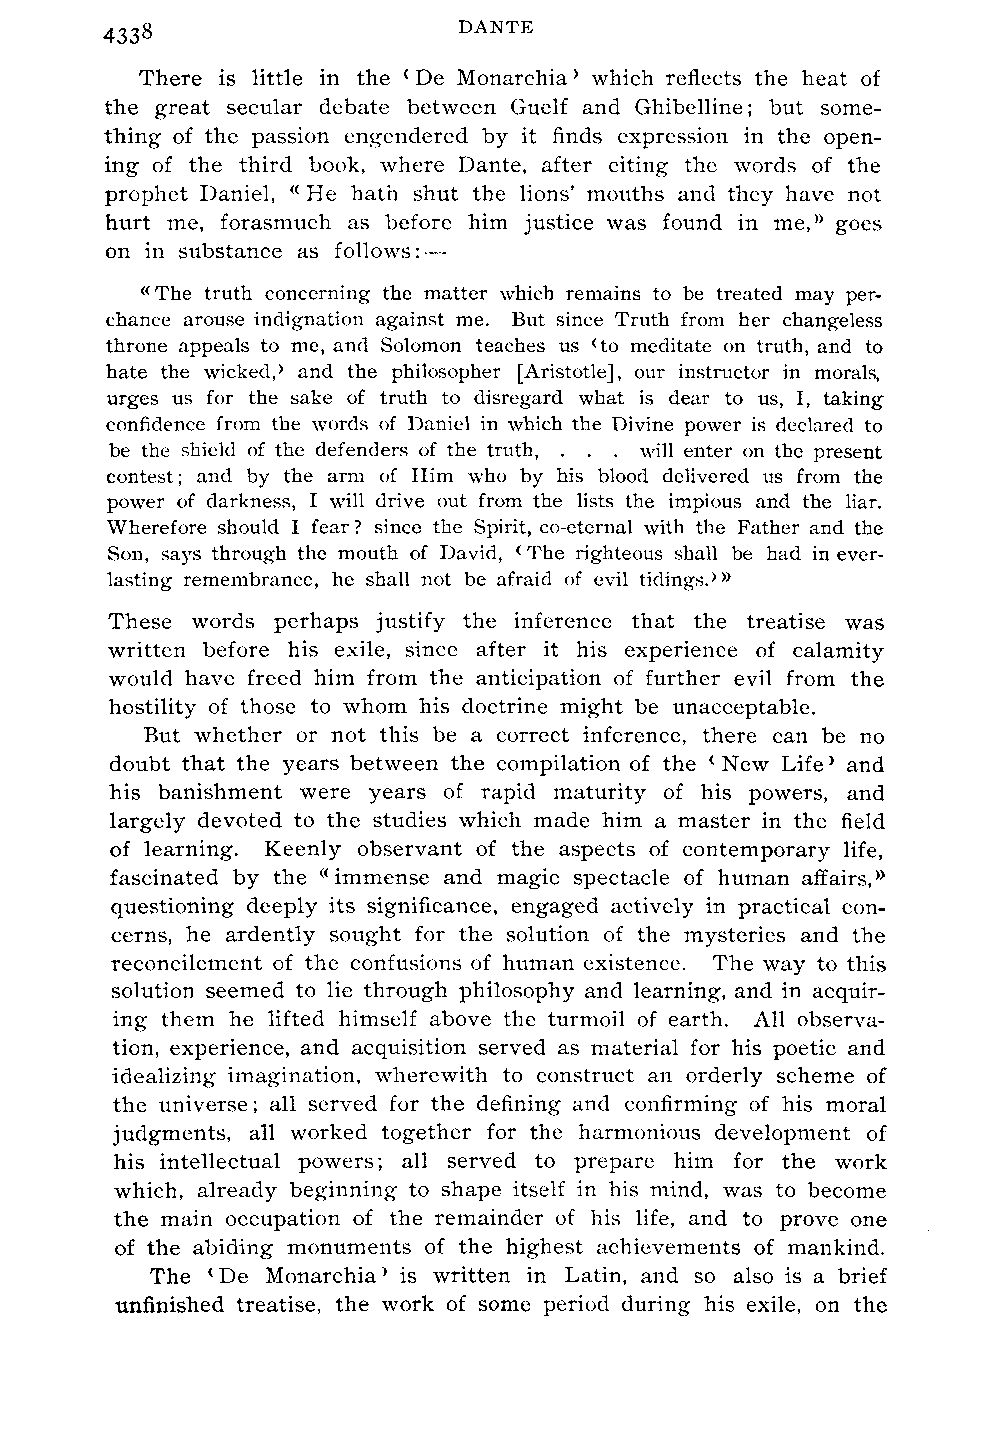 4338
DANTE
There is little in the ‹De Monarchia› which reflects the heat of
the great secular debate between Guelf and Ghibelline; but some-
thing of the passion engendered by it finds expression in the open-
ing of the third book, where Dante, after citing the words of the
prophet Daniel, «He hath shut the lions' mouths and they have not
hurt me, forasmuch as before him justice was found in me,» goes
on in substance as follows:—
«The truth concerning the matter which remains to be treated may per-
chance arouse indignation against me. But since Truth from her changeless
throne appeals to me, and Solomon teaches us ‹to meditate on truth, and to
hate the wicked,› and the philosopher [Aristotle], our instructor in morals,
urges us for the sake of truth to disregard what is dear to us, I, taking
confidence from the words of Daniel in which the Divine power is declared to
be the shield of the defenders of the truth, . . . will enter on the present
contest; and by the arm of Him who by his blood delivered us from the
power of darkness, I will drive out from the lists the impious and the liar.
Wherefore should I fear? since the Spirit, co-eternal with the Father and the
Son, says through the mouth of David, ‹The righteous shall be had in ever-
lasting remembrance, he shall not be afraid of evil tidings.›»
These words perhaps justify the inference that the treatise was
written before his exile, since after it his experience of calamity
would have freed him from the anticipation of further evil from the
hostility of those to whom his doctrine might be unacceptable.
But whether or not this be a correct inference, there can be no
doubt that the years between the compilation of the ‹New Life› and
his banishment were years of rapid maturity of his powers, and
largely devoted to the studies which made him a master in the field
of learning. Keenly observant of the aspects of contemporary life,
fascinated by the «immense and magic spectacle of human affairs,»
questioning deeply its significance, engaged actively in practical con-
cerns, he ardently sought for the solution of the mysteries and the
reconcilement of the confusions of human existence. The way to this
solution seemed to lie through philosophy and learning, and in acquir-
ing them he lifted himself above the turmoil of earth. All observa-
tion, experience, and acquisition served as material for his poetic and
idealizing imagination, wherewith to construct an orderly scheme of
the universe; all served for the defining and confirming of his moral
judgments, all worked together for the harmonious development of
his intellectual powers; all served to prepare him for the work
which, already beginning to shape itself in his mind, was to become
the main occupation of the remainder of his life, and to prove one
of the abiding monuments of the highest achievements of mankind.
The ‹De Monarchia› is written in Latin, and so also is a brief
unfinished treatise, the work of some period during his exile, on the